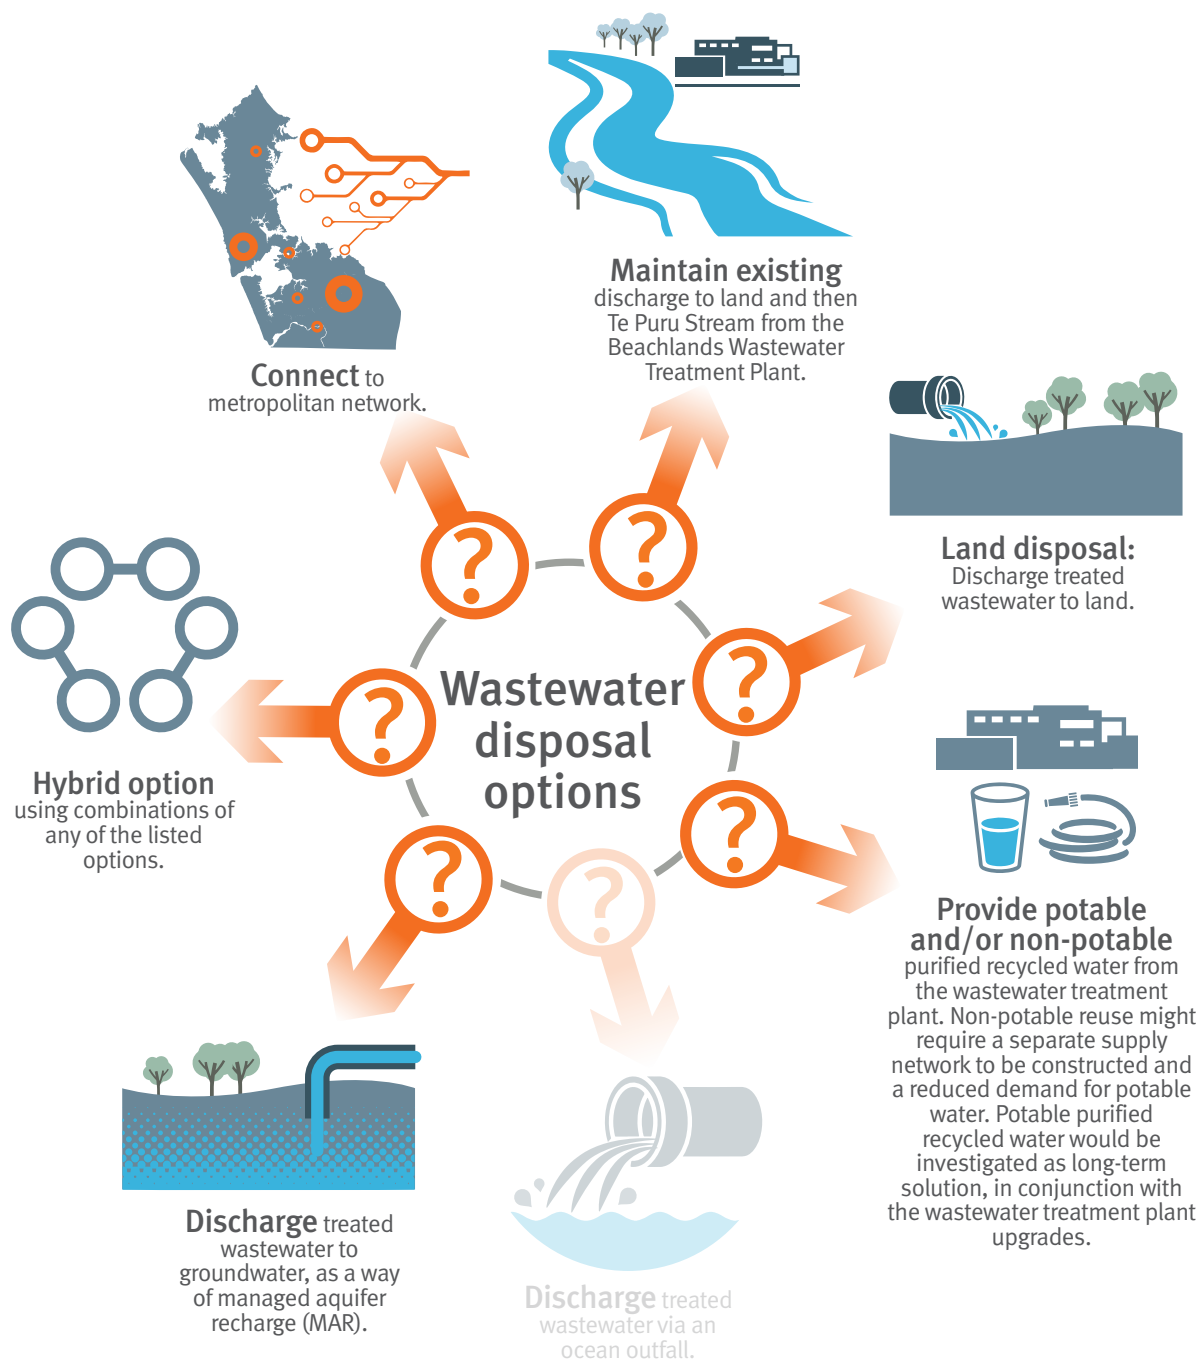 Wastewater
disposal
options
Maintain existing
discharge to land and then
Te Puru Stream from the
Beachlands Wastewater
Treatment Plant.
Land disposal:
Discharge treated
wastewater to land.
Provide potable
and/or non-potable
purified recycled water from
the wastewater treatment
plant. Non-potable reuse might
require a separate supply
network to be constructed and
a reduced demand for potable
water. Potable purified
recycled water would be
investigated as long-term
solution, in conjunction with
the wastewater treatment plant
upgrades.
Discharge treated
wastewater via an
ocean outfall.
Discharge treated
wastewater to
groundwater, as a way
of managed aquifer
recharge (MAR).
Hybrid option
using combinations of
any of the listed
options.
Connect to
metropolitan network.
?
?
?
?
?
?
?